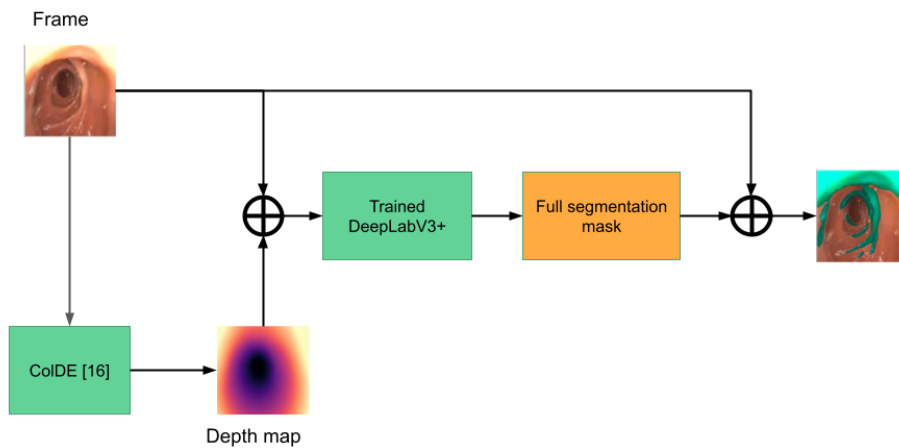 Frame
Trained
DeepLabV3+
Full segmentation
mask
ColDE [16]
Depth map